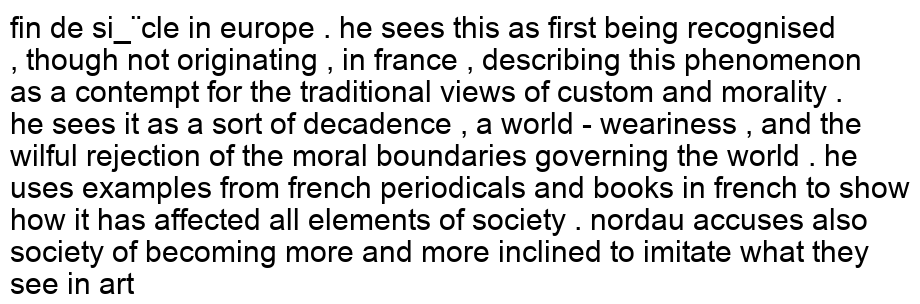 fin de si_¨cle in europe . he sees this as first being recognised
, though not originating , in france , describing this phenomenon
as a contempt for the traditional views of custom and morality .
he sees it as a sort of decadence , a world - weariness , and the
wilful rejection of the moral boundaries governing the world . he
uses examples from french periodicals and books in french to show
how it has affected all elements of society . nordau accuses also
society of becoming more and more inclined to imitate what they
see in art